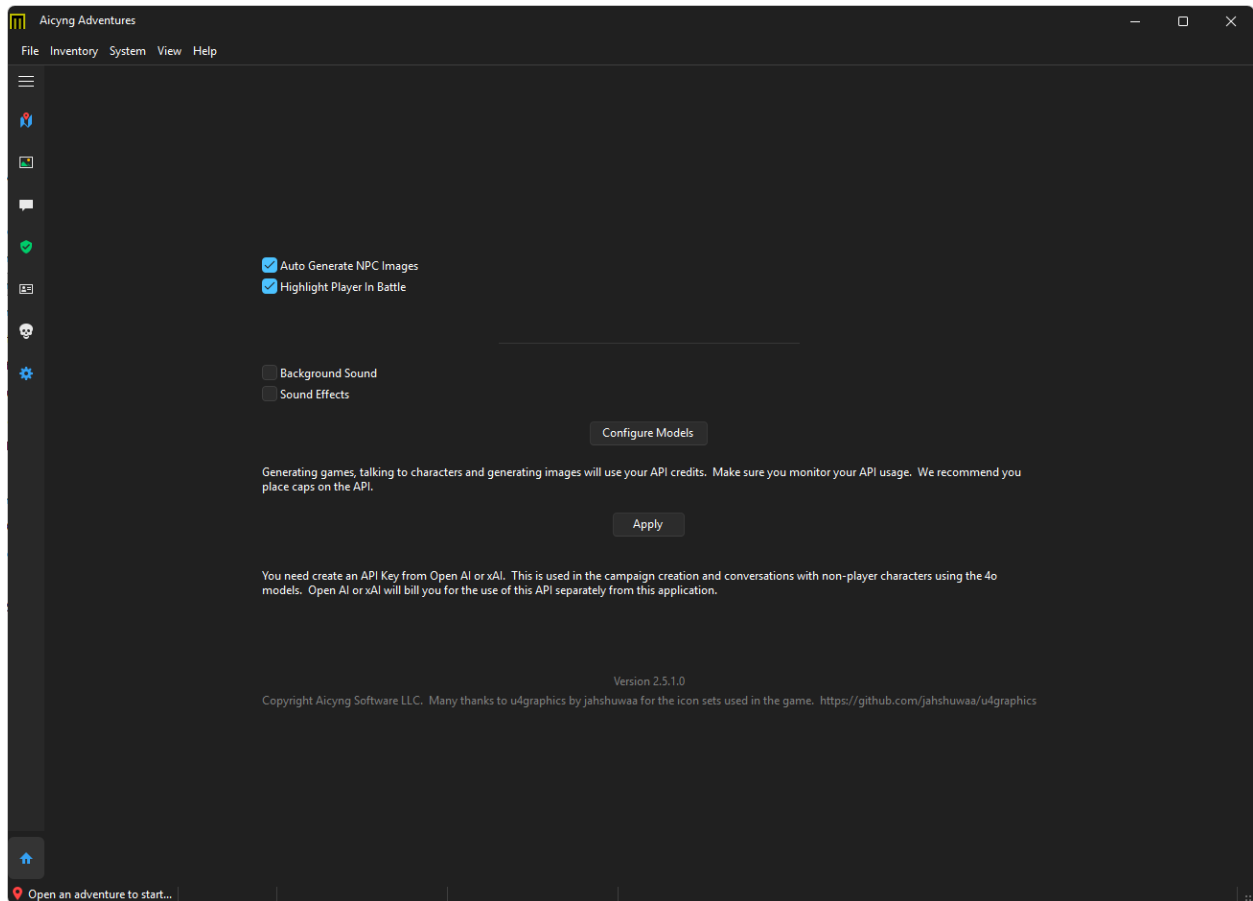 Aicyng Adventures
File Inventory System View Help
Auto Generate NPC Images
Highlight Player In Battle
Background Sound
Sound Effects
Configure Models
Generating games, talking to characters and generating images will use your API credits.  Make sure you monitor your API usage.  We recommend you
place caps on the API.
Apply
You need create an API Key from Open AI or xAI.  This is used in the campaign creation and conversations with non-player characters using the 4o
models.  Open AI or xAI will bill you for the use of this API separately from this application.
Version 2.5.1.0
Copyright Aicyng Software LLC.  Many thanks to u4graphics by jahshuwaa for the icon sets used in the game.  https://github.com/jahshuwaa/u4graphics
Open an adventure to start...